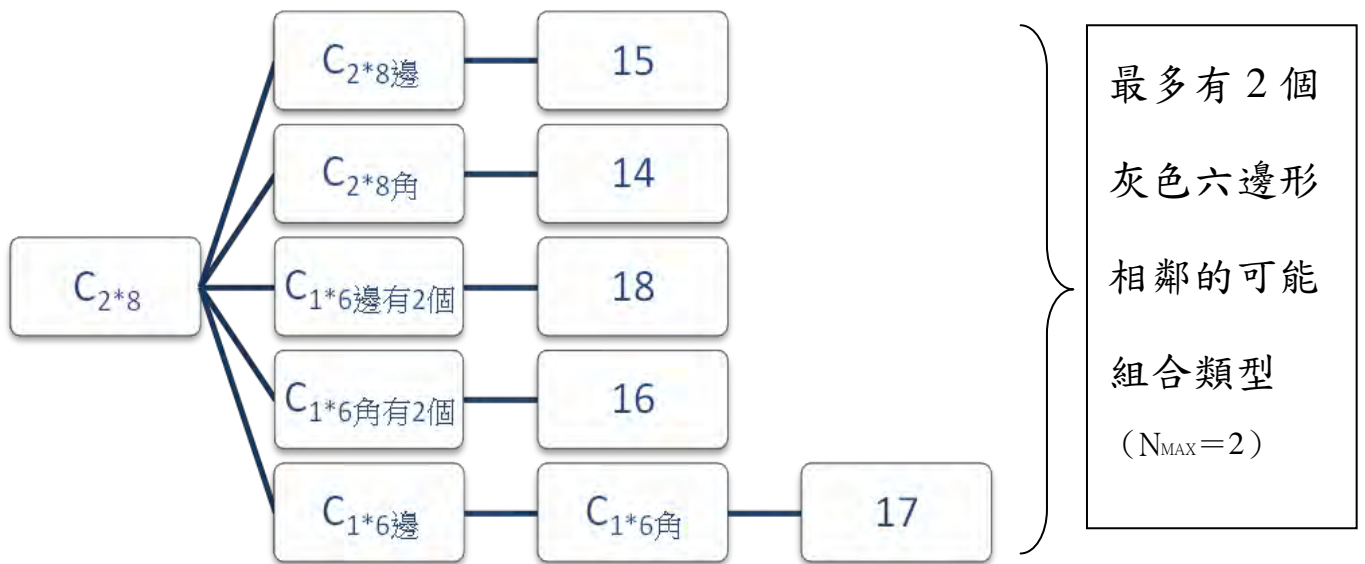 C2*8
C2*8邊
15
C2*8角
14
C1*6邊有2個
18
C1*6角有2個
16
C1*6邊
C1*6角
17
最多有 2 個
灰色六邊形
相鄰的可能
組合類型
（NMAX＝2）